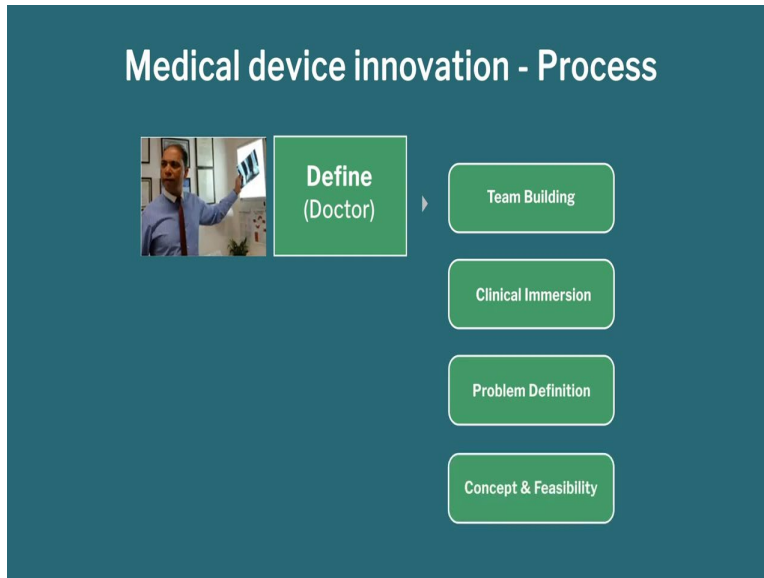 Medical device innovation - Process
Define
(Doctor)
Team Building
Clinical Immersion
Problem Definition
Concept & Feasibility